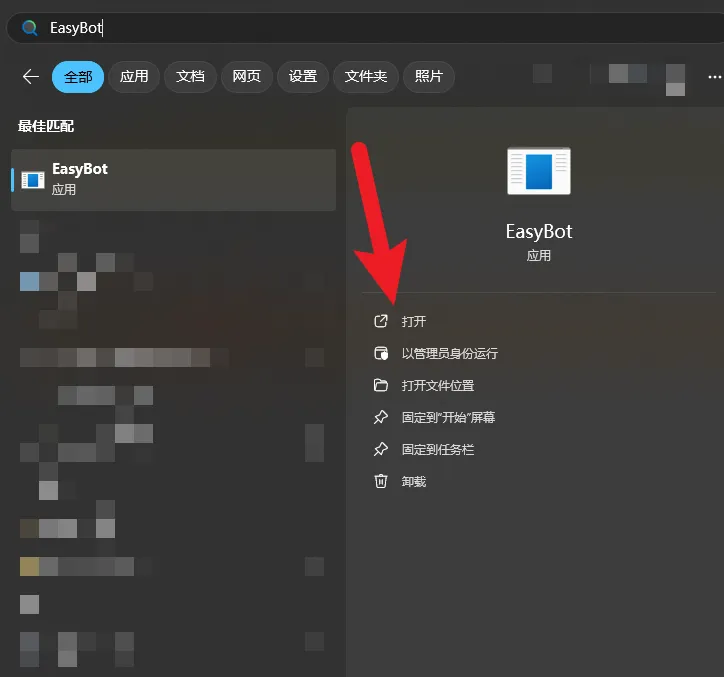 EasyBot
全部 应用 文档 网页 设置 文件夹 照片
最佳匹配
EasyBot
应用
EasyBot
应用
打开
以管理员身份运行
打开文件位置
固定到"开始"屏幕
固定到任务栏
卸载